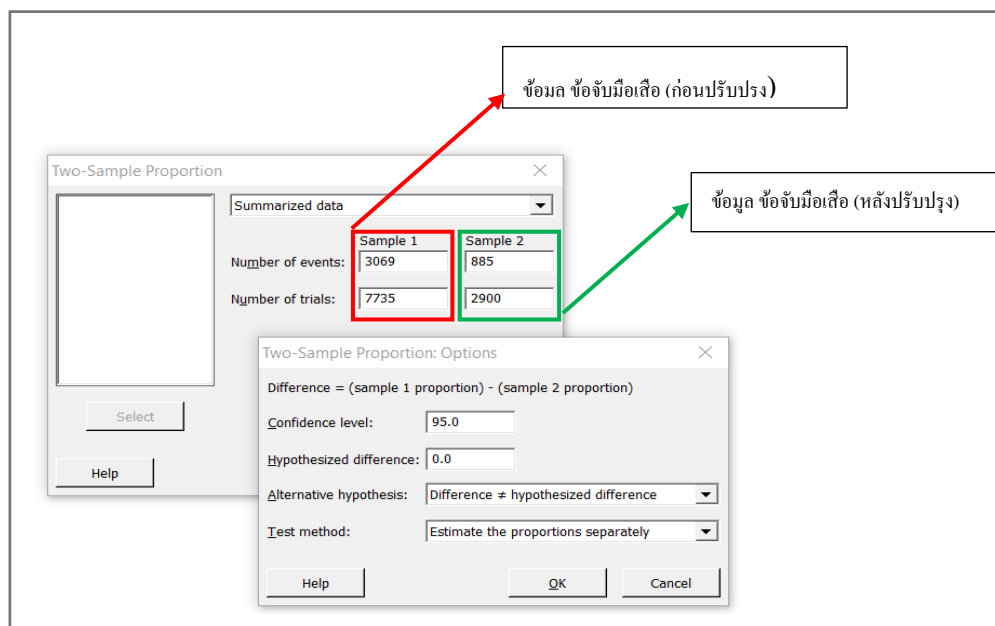 ข้อมล ข้อจับมือเสือ (ก่อนปรับปรง)
Two-Sample Proportion
Summarized data
ข้อมูล ข้อจับมือเสือ (หลังปรับปรุง)
Sample 1 Sample 2
Number of events: 3069 885
Number of trials: 7735 2900
Two-Sample Proportion: Options
Difference = (sample 1 proportion) - (sample 2 proportion)
Select
Confidence level: 95.0
Hypothesized difference: 0.0
Help
Alternative hypothesis: Difference ≠ hypothesized difference
Test method: Estimate the proportions separately
Help OK Cancel